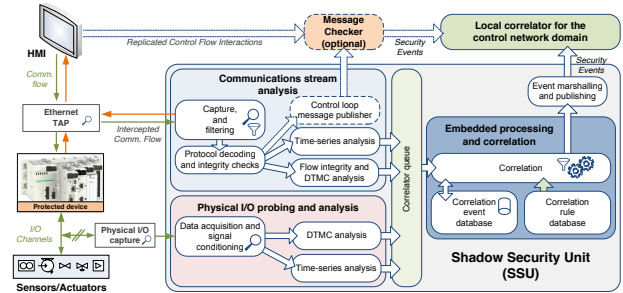 HMI
Replicated Control Flow Interactions
Message
Checker
(optional)
Security
Events
Local correlator for the
control network domain
Comm.
flow
Ethernet
TAP
Intercepted
Comm. Flow
Protected device
I/O
Channels
Physical I/O
capture
Sensors/Actuators
Communications stream
analysis
Capture,
and
filtering
Control loop
message publisher
Time-series analysis
Protocol decoding
and integrity checks
Flow integrity and
DTMC analysis
Physical I/O probing and analysis
Data acquisition and
signal
conditioning
DTMC analysis
Time-series analysis
Correlator queue
Security
Events
Event marshalling
and publishing
Embedded processing
and correlation
Correlation
Correlation
event
database
Correlation
rule
database
Shadow Security Unit
(SSU)